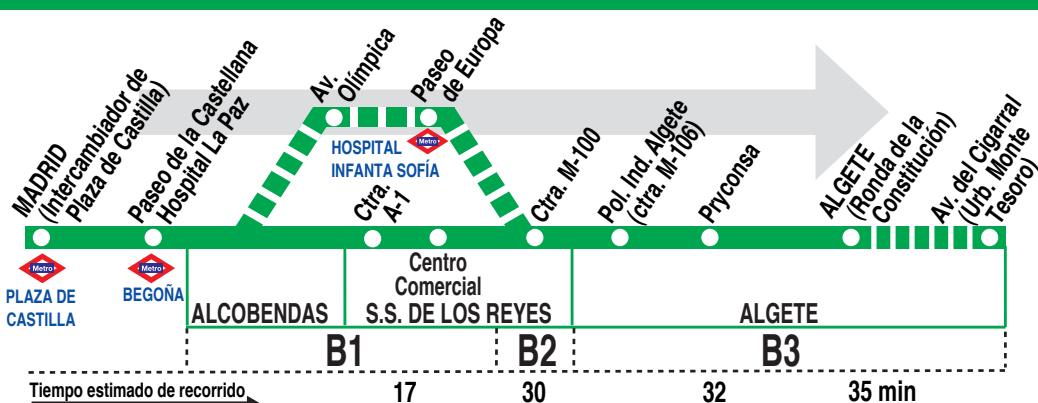 MADRID
(Intercambiador de
Plaza de Castilla)
Paseo de la Castellana
Hospital La Paz
Av.
Olímpica
Paseo
de Europa
Metro
HOSPITAL
INFANTA SOFÍA
Ctra.
A-1
Ctra. M-100
Pol. Ind. Algete
(ctra. M-106)
Pryconsa
ALGETE
(Ronda de la
Constitución)
Av. del Cigarral
(Urb. Monte
Tesoro)
Metro
PLAZA DE
CASTILLA
Metro
BEGOÑA
Centro
Comercial
ALCOBENDAS
S.S. DE LOS REYES
ALGETE
B1
B2
B3
Tiempo estimado de recorrido
17
30
32
35 min